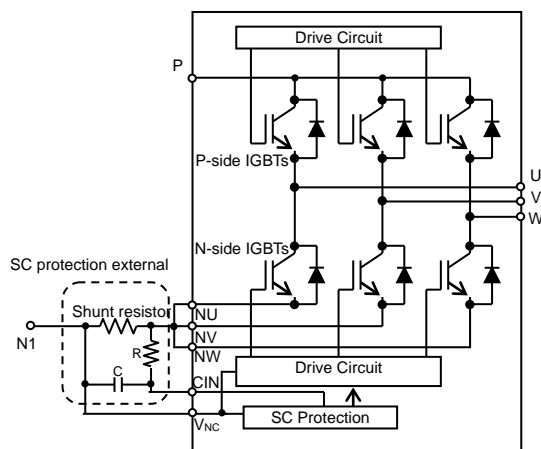 Drive Circuit
P
P-side IGBTs
U
V
W
N-side IGBTs
SC protection external
Shunt resistor
NU
N1
NV
R
NW
C
CIN
Drive Circuit
VNC
SC Protection